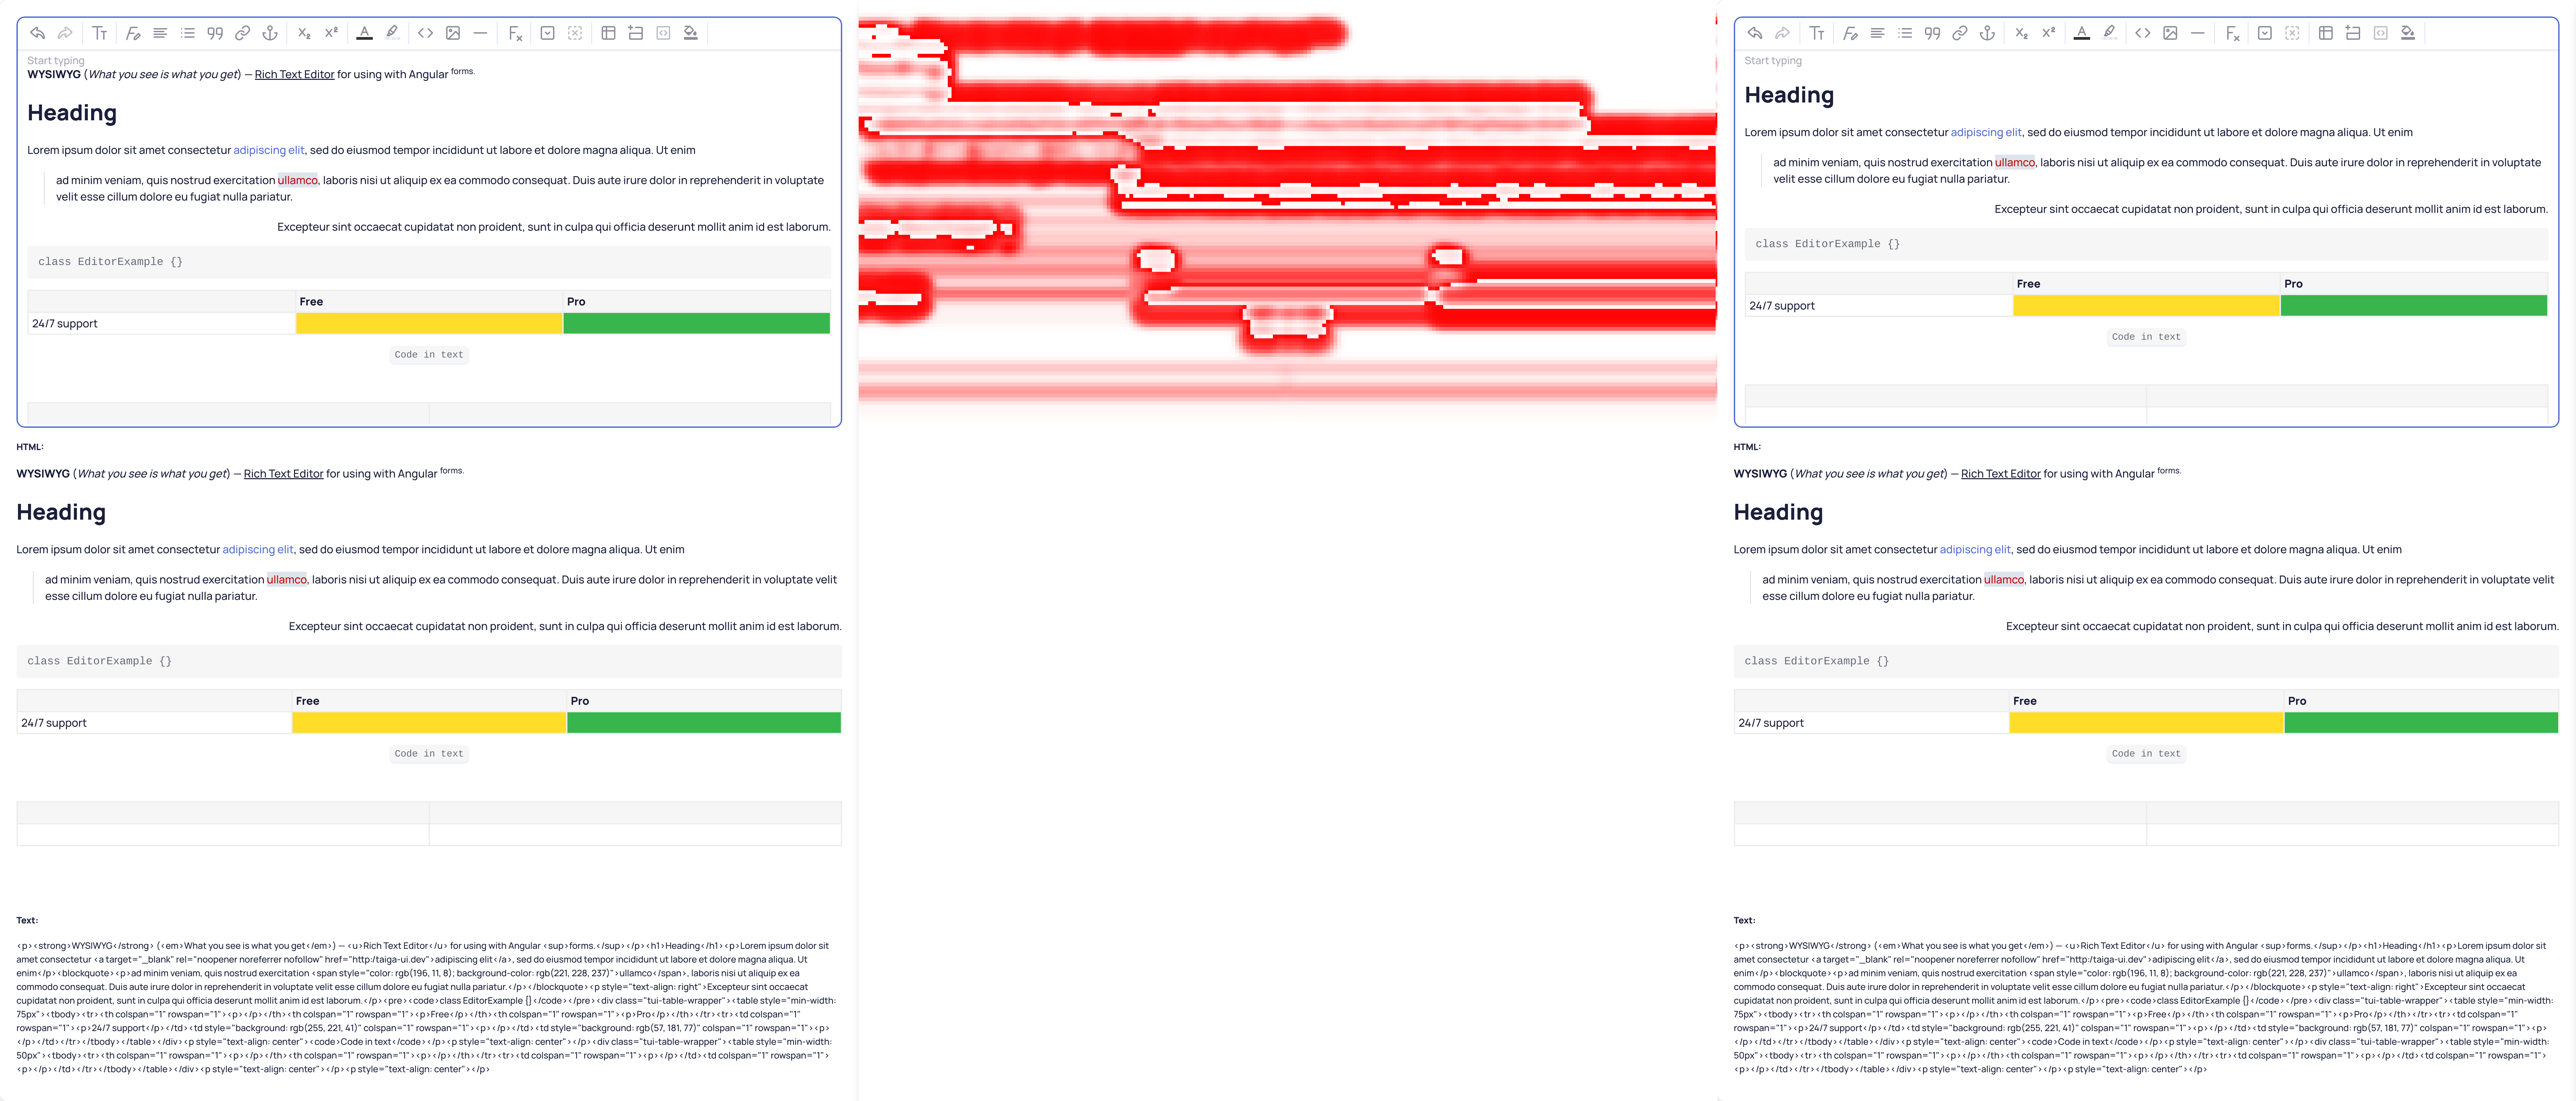 Start typing
WYSIWYG (What you see is what you get) — Rich Text Editor for using with Angular forms.
Heading
Lorem ipsum dolor sit amet consectetur adipiscing elit, sed do eiusmod tempor incididunt ut labore et dolore magna aliqua. Ut enim
ad minim veniam, quis nostrud exercitation ullamco, laboris nisi ut aliquip ex ea commodo consequat. Duis aute irure dolor in reprehenderit in voluptate
velit esse cillum dolore eu fugiat nulla pariatur.
Excepteur sint occaecat cupidatat non proident, sunt in culpa qui officia deserunt mollit anim id est laborum.
class EditorExample {}
Free Pro
24/7 support
Code in text
HTML:
WYSIWYG (What you see is what you get) — Rich Text Editor for using with Angular forms.
Heading
Lorem ipsum dolor sit amet consectetur adipiscing elit, sed do eiusmod tempor incididunt ut labore et dolore magna aliqua. Ut enim
ad minim veniam, quis nostrud exercitation ullamco, laboris nisi ut aliquip ex ea commodo consequat. Duis aute irure dolor in reprehenderit in voluptate velit
esse cillum dolore eu fugiat nulla pariatur.
Excepteur sint occaecat cupidatat non proident, sunt in culpa qui officia deserunt mollit anim id est laborum.
class EditorExample {}
Free Pro
24/7 support
Code in text
Text:
<p><strong>WYSIWYG</strong> (<em>What you see is what you get</em>) — <u>Rich Text Editor</u> for using with Angular <sup>forms.</sup></p><h1>Heading</h1><p>Lorem ipsum dolor sit
amet consectetur <a target="_blank" rel="noopener noreferrer nofollow" href="http:/taiga-ui.dev">adipiscing elit</a>, sed do eiusmod tempor incididunt ut labore et dolore magna aliqua. Ut
enim</p><blockquote><p>ad minim veniam, quis nostrud exercitation <span style="color: rgb(196, 11, 8); background-color: rgb(221, 228, 237)">ullamco</span>, laboris nisi ut aliquip ex ea
commodo consequat. Duis aute irure dolor in reprehenderit in voluptate velit esse cillum dolore eu fugiat nulla pariatur.</p></blockquote><p style="text-align: right">Excepteur sint occaecat
cupidatat non proident, sunt in culpa qui officia deserunt mollit anim id est laborum.</p><pre><code>class EditorExample {}</code></pre><div class="tui-table-wrapper"><table style="min-width:
75px"><tbody><tr><th colspan="1" rowspan="1"><p></p></th><th colspan="1" rowspan="1"><p>Free</p></th><th colspan="1" rowspan="1"><p>Pro</p></th></tr><tr><td colspan="1"
rowspan="1"><p>24/7 support</p></td><td style="background: rgb(255, 221, 41)" colspan="1" rowspan="1"><p></p></td><td style="background: rgb(57, 181, 77)" colspan="1" rowspan="1"><p>
</p></td></tr></tbody></table></div><p style="text-align: center"><code>Code in text</code></p><p style="text-align: center"></p><div class="tui-table-wrapper"><table style="min-width:
50px"><tbody><tr><th colspan="1" rowspan="1"><p></p></th><th colspan="1" rowspan="1"><p></p></th></tr><tr><td colspan="1" rowspan="1"><p></p></td><td colspan="1" rowspan="1">
<p></p></td></tr></tbody></table></div><p style="text-align: center"></p><p style="text-align: center"></p>
Start typing
Heading
Lorem ipsum dolor sit amet consectetur adipiscing elit, sed do eiusmod tempor incididunt ut labore et dolore magna aliqua. Ut enim
ad minim veniam, quis nostrud exercitation ullamco, laboris nisi ut aliquip ex ea commodo consequat. Duis aute irure dolor in reprehenderit in voluptate
velit esse cillum dolore eu fugiat nulla pariatur.
Excepteur sint occaecat cupidatat non proident, sunt in culpa qui officia deserunt mollit anim id est laborum.
class EditorExample {}
Free Pro
24/7 support
Code in text
HTML:
WYSIWYG (What you see is what you get) — Rich Text Editor for using with Angular forms.
Heading
Lorem ipsum dolor sit amet consectetur adipiscing elit, sed do eiusmod tempor incididunt ut labore et dolore magna aliqua. Ut enim
ad minim veniam, quis nostrud exercitation ullamco, laboris nisi ut aliquip ex ea commodo consequat. Duis aute irure dolor in reprehenderit in voluptate velit
esse cillum dolore eu fugiat nulla pariatur.
Excepteur sint occaecat cupidatat non proident, sunt in culpa qui officia deserunt mollit anim id est laborum.
class EditorExample {}
Free Pro
24/7 support
Code in text
Text:
<p><strong>WYSIWYG</strong> (<em>What you see is what you get</em>) — <u>Rich Text Editor</u> for using with Angular <sup>forms.</sup></p><h1>Heading</h1><p>Lorem ipsum dolor sit
amet consectetur <a target="_blank" rel="noopener noreferrer nofollow" href="http:/taiga-ui.dev">adipiscing elit</a>, sed do eiusmod tempor incididunt ut labore et dolore magna aliqua. Ut
enim</p><blockquote><p>ad minim veniam, quis nostrud exercitation <span style="color: rgb(196, 11, 8); background-color: rgb(221, 228, 237)">ullamco</span>, laboris nisi ut aliquip ex ea
commodo consequat. Duis aute irure dolor in reprehenderit in voluptate velit esse cillum dolore eu fugiat nulla pariatur.</p></blockquote><p style="text-align: right">Excepteur sint occaecat
cupidatat non proident, sunt in culpa qui officia deserunt mollit anim id est laborum.</p><pre><code>class EditorExample {}</code></pre><div class="tui-table-wrapper"><table style="min-width:
75px"><tbody><tr><th colspan="1" rowspan="1"><p></p></th><th colspan="1" rowspan="1"><p>Free</p></th><th colspan="1" rowspan="1"><p>Pro</p></th></tr><tr><td colspan="1"
rowspan="1"><p>24/7 support</p></td><td style="background: rgb(255, 221, 41)" colspan="1" rowspan="1"><p></p></td><td style="background: rgb(57, 181, 77)" colspan="1" rowspan="1"><p>
</p></td></tr></tbody></table></div><p style="text-align: center"><code>Code in text</code></p><p style="text-align: center"></p><div class="tui-table-wrapper"><table style="min-width:
50px"><tbody><tr><th colspan="1" rowspan="1"><p></p></th><th colspan="1" rowspan="1"><p></p></th></tr><tr><td colspan="1" rowspan="1"><p></p></td><td colspan="1" rowspan="1">
<p></p></td></tr></tbody></table></div><p style="text-align: center"></p><p style="text-align: center"></p>